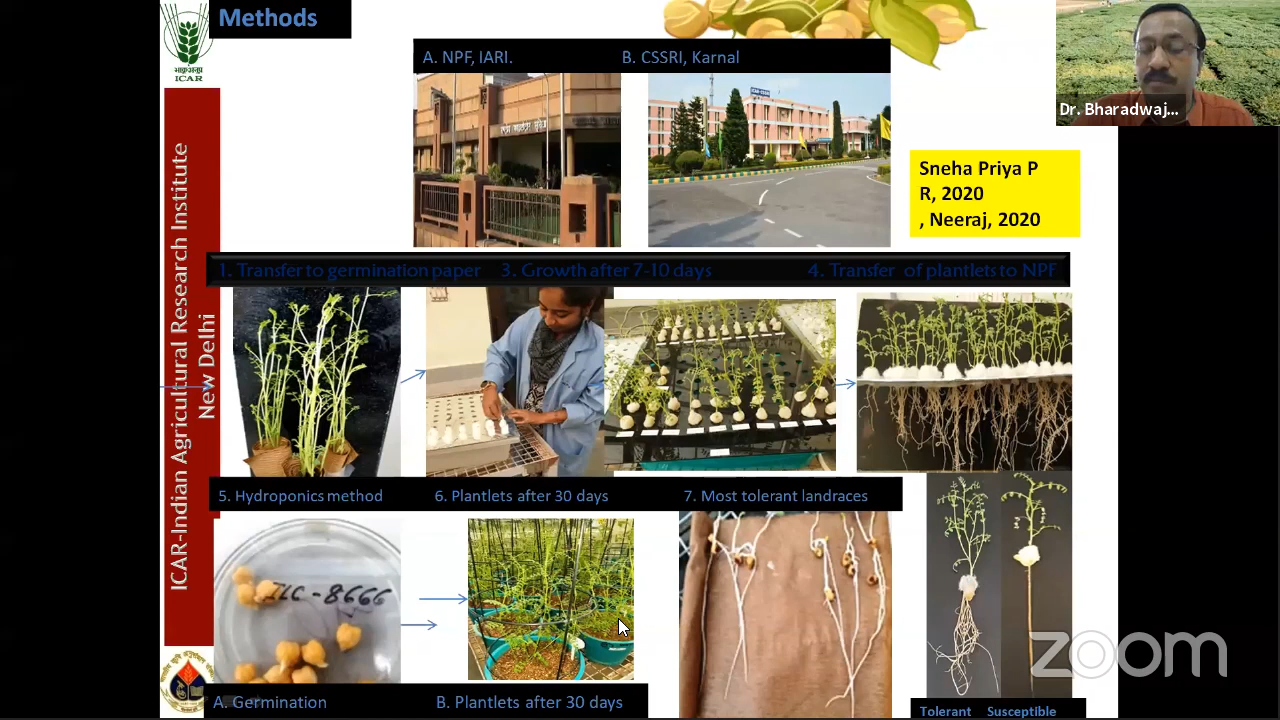 Methods
ICAR
A. NPF, IARI.
B. CSSRI, Karnal
Dr. Bharadwaj...
Sneha Priya P
R, 2020
, Neeraj, 2020
ICAR-Indian Agricultural Research Institute
New Delhi
1. Transfer to germination paper
3. Growth after 7-10 days
4. Transfer of plantlets to NPF
5. Hydroponics method
6. Plantlets after 30 days
7. Most tolerant landraces
ILC-8666
A. Germination
B. Plantlets after 30 days
Tolerant
Susceptible
zoom